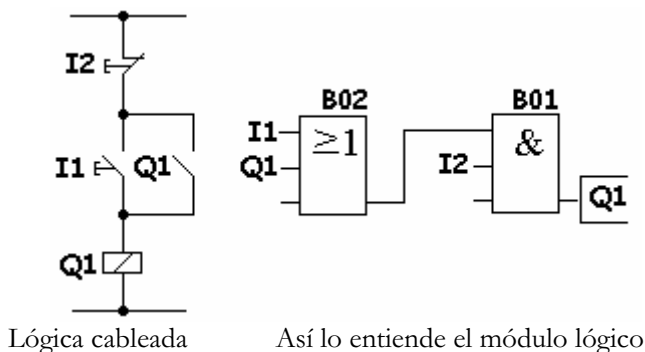 I2
B02
B01
I1
Q1
I1
Q1
≥1
I2
&
Q1
Q1
Lógica cableada
Así lo entiende el módulo lógico